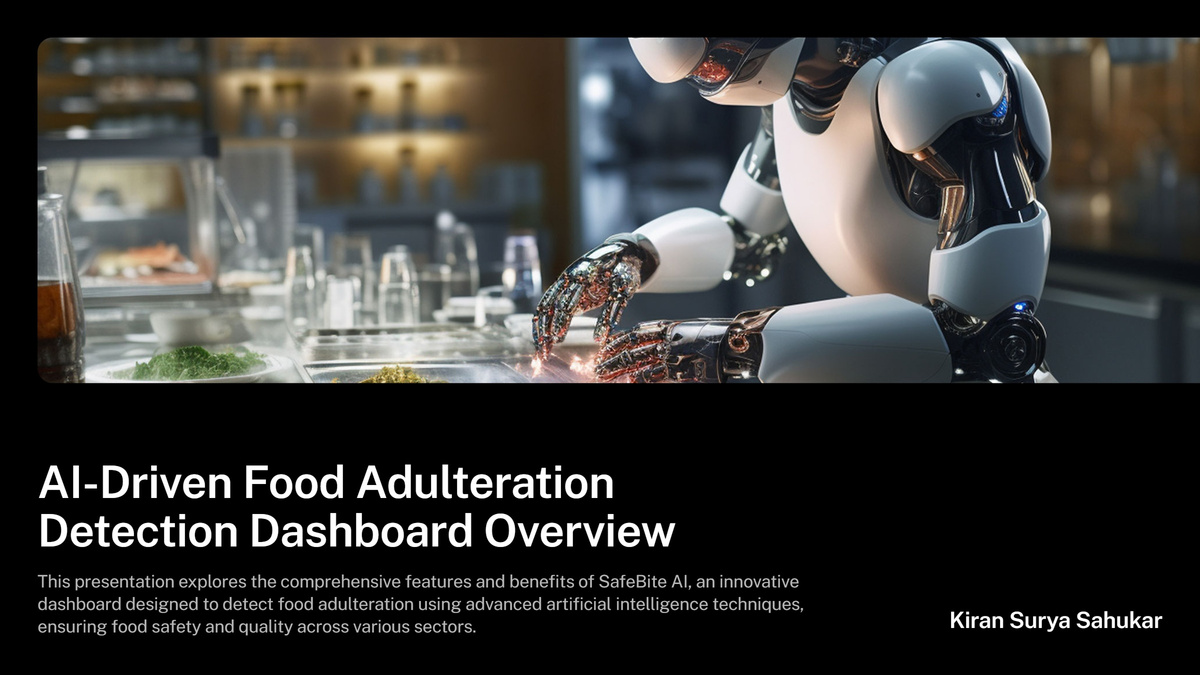 AI-Driven Food Adulteration
Detection Dashboard Overview
This presentation explores the comprehensive features and benefits of SafeBite AI, an innovative
dashboard designed to detect food adulteration using advanced artificial intelligence techniques,
ensuring food safety and quality across various sectors.
Kiran Surya Sahukar